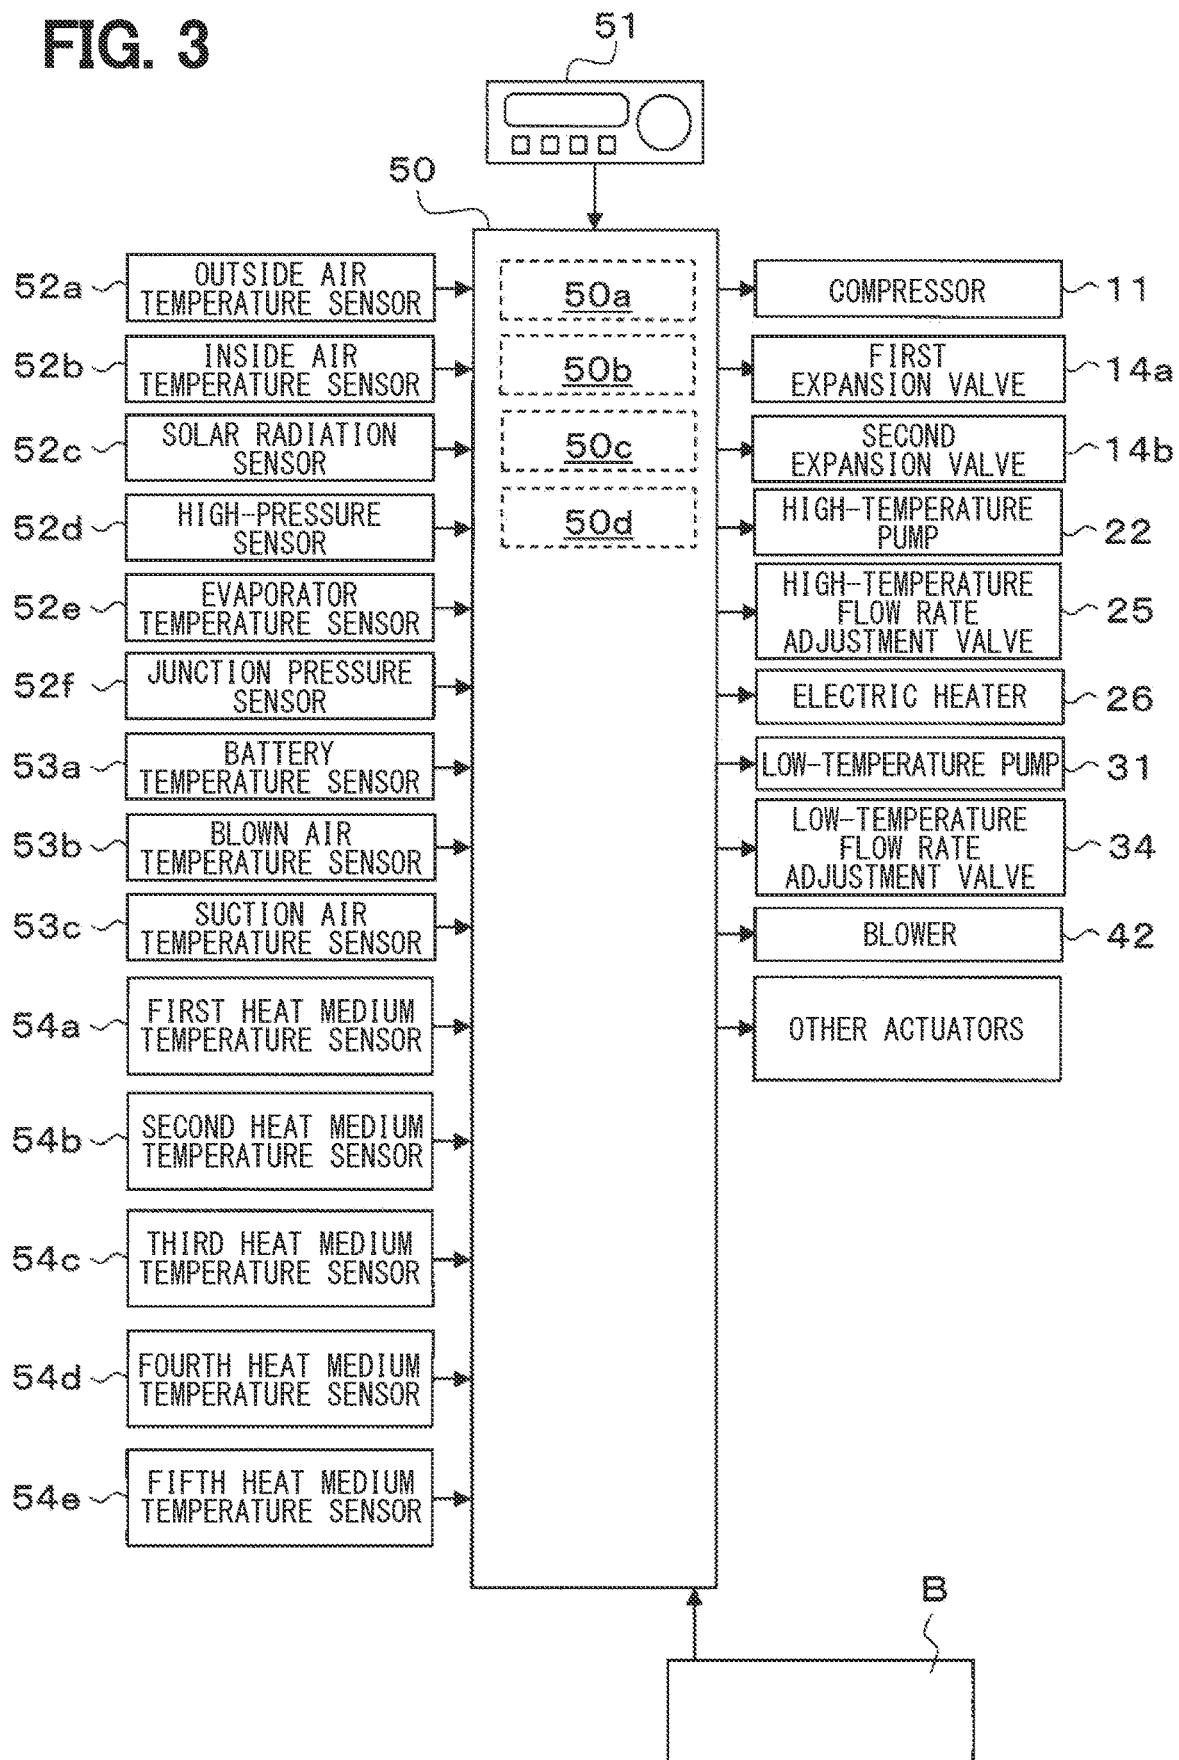 FIG. 3
51
50
52a
OUTSIDE AIR
TEMPERATURE SENSOR
52b
INSIDE AIR
TEMPERATURE SENSOR
52c
SOLAR RADIATION
SENSOR
52d
HIGH-PRESSURE
SENSOR
52e
EVAPORATOR
TEMPERATURE SENSOR
52f
JUNCTION PRESSURE
SENSOR
53a
BATTERY
TEMPERATURE SENSOR
53b
BLOWN AIR
TEMPERATURE SENSOR
53c
SUCTION AIR
TEMPERATURE SENSOR
54a
FIRST HEAT MEDIUM
TEMPERATURE SENSOR
54b
SECOND HEAT MEDIUM
TEMPERATURE SENSOR
54c
THIRD HEAT MEDIUM
TEMPERATURE SENSOR
54d
FOURTH HEAT MEDIUM
TEMPERATURE SENSOR
54e
FIFTH HEAT MEDIUM
TEMPERATURE SENSOR
50a
50b
50c
50d
COMPRESSOR
11
FIRST
EXPANSION VALVE
14a
SECOND
EXPANSION VALVE
14b
HIGH-TEMPERATURE
PUMP
22
HIGH-TEMPERATURE
FLOW RATE
ADJUSTMENT VALVE
25
ELECTRIC HEATER
26
LOW-TEMPERATURE PUMP
31
LOW-TEMPERATURE
FLOW RATE
ADJUSTMENT VALVE
34
BLOWER
42
OTHER ACTUATORS
B